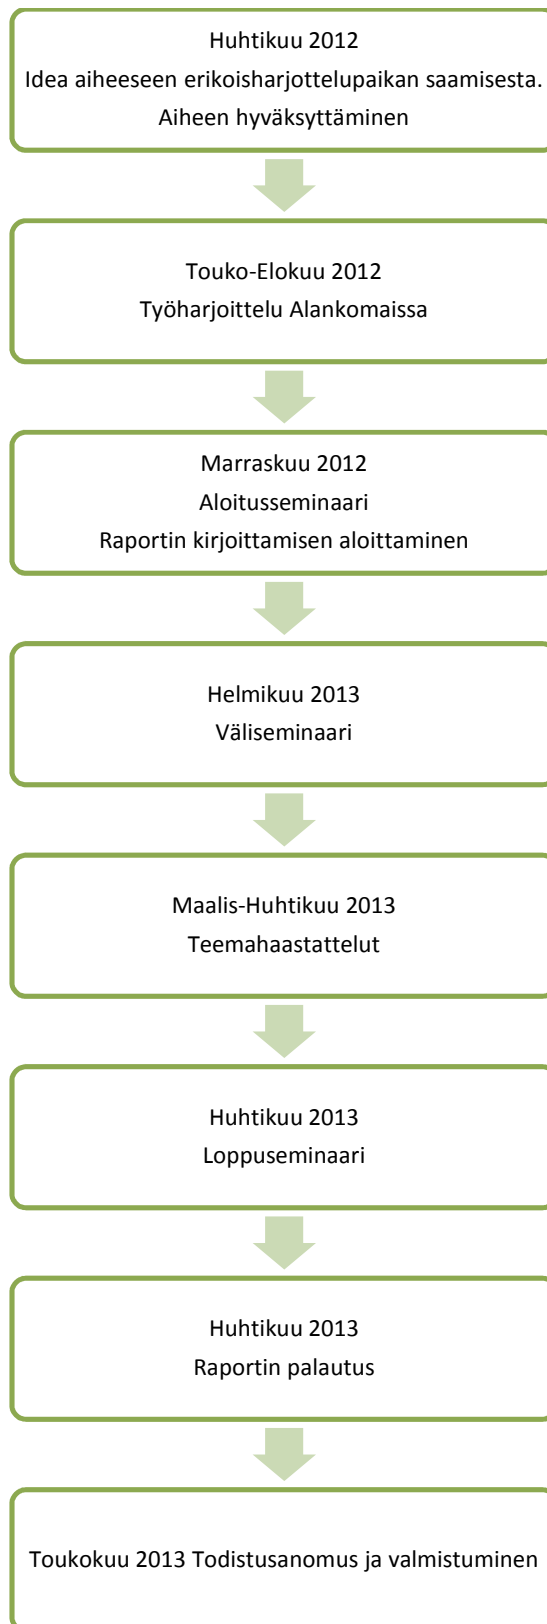 Huhtikuu 2012
Idea aiheeseen erikoisharjottelupaikan saamisesta.
Aiheen hyväksyttäminen
Touko-Elokuu 2012
Työharjoittelu Alankomaissa
Marraskuu 2012
Aloitusseminaari
Raportin kirjoittamisen aloittaminen
Helmikuu 2013
Väliseminaari
Maalis-Huhtikuu 2013
Teemahaastattelut
Huhtikuu 2013
Loppuseminaari
Huhtikuu 2013
Raportin palautus
Toukokuu 2013 Todistusanomus ja valmistuminen